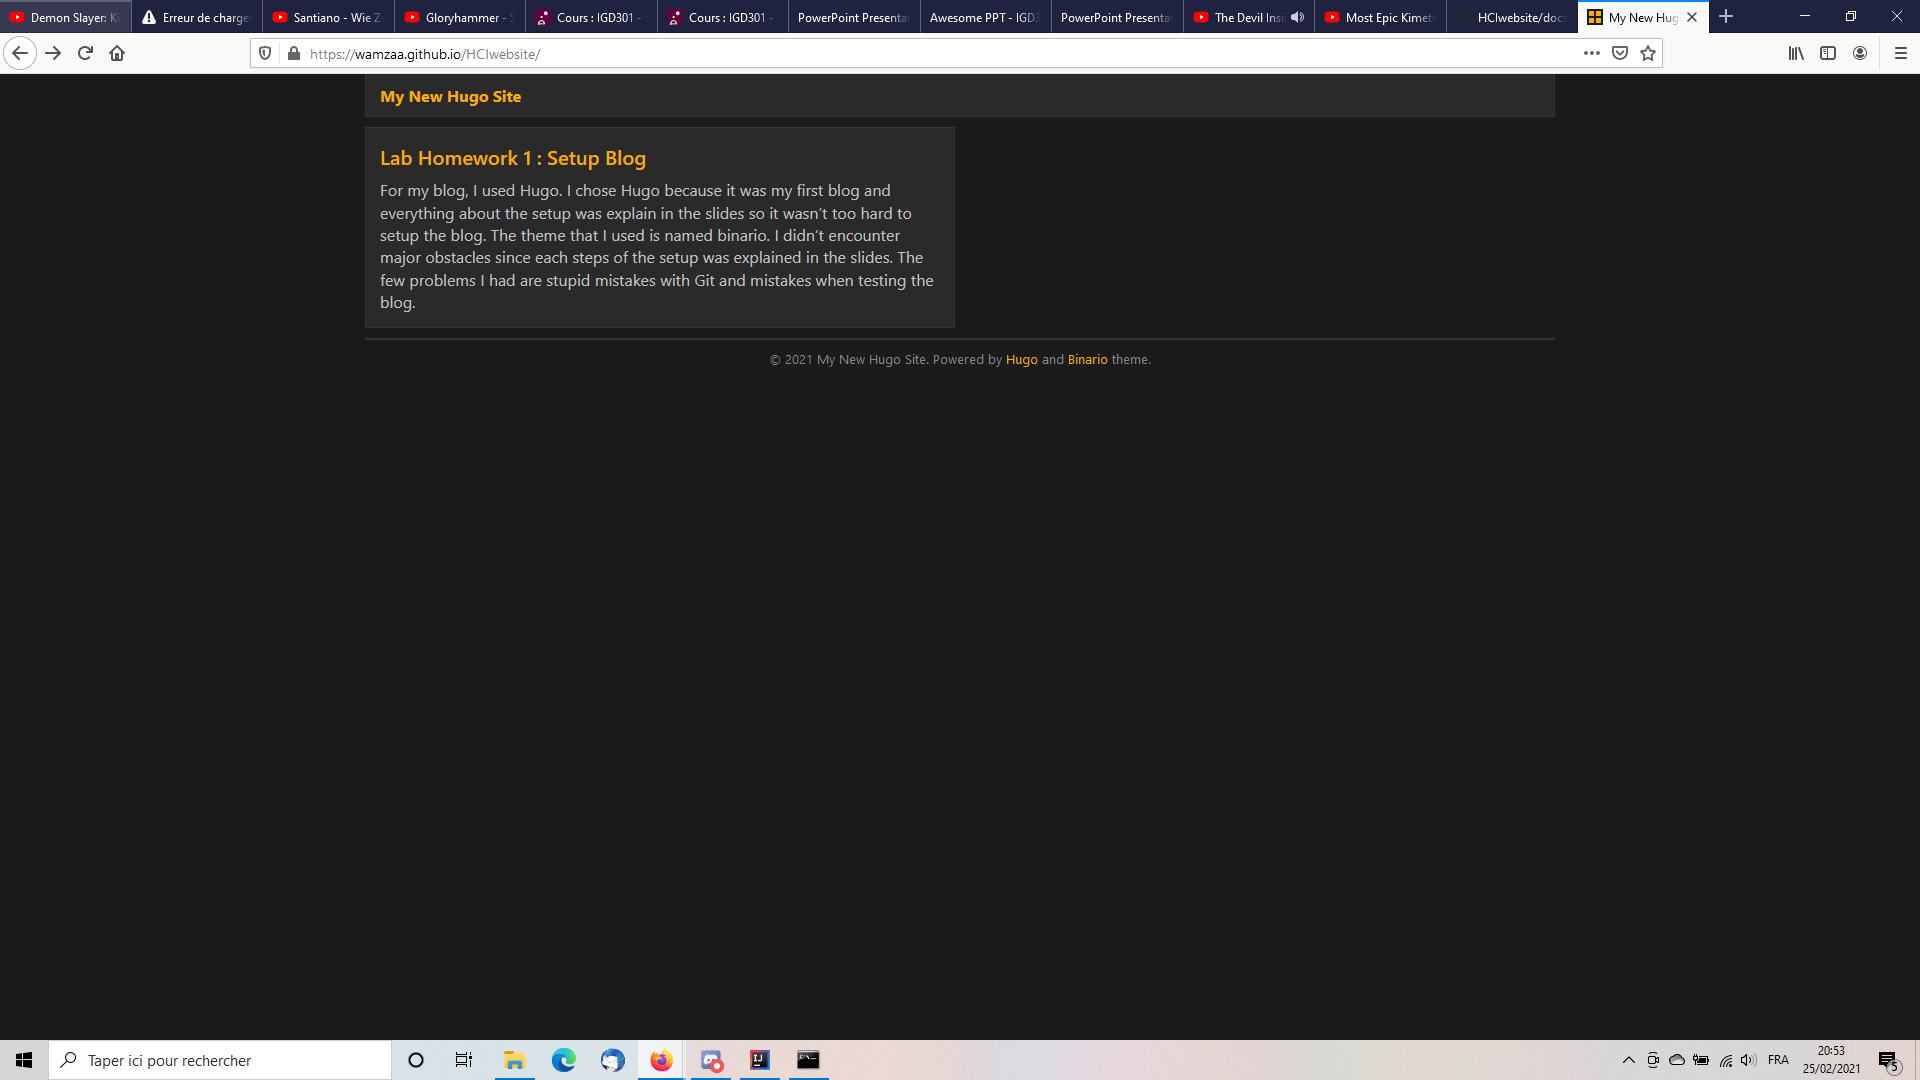 Demon Slayer: Ki
Erreur de charge
Santiano - Wie Z
Gloryhammer - S
Cours : IGD301 -
Cours : IGD301 -
PowerPoint Presenta
Awesome PPT - IGD3
PowerPoint Presenta
The Devil Insi
Most Epic Kimets
HCIwebsite/docs
My New Hug
https://wamzaa.github.io/HCIwebsite/
My New Hugo Site
Lab Homework 1 : Setup Blog
For my blog, I used Hugo. I chose Hugo because it was my first blog and
everything about the setup was explain in the slides so it wasn’t too hard to
setup the blog. The theme that I used is named binario. I didn’t encounter
major obstacles since each steps of the setup was explained in the slides. The
few problems I had are stupid mistakes with Git and mistakes when testing the
blog.
© 2021 My New Hugo Site. Powered by Hugo and Binario theme.
Taper ici pour rechercher
FRA
20:53
25/02/2021
5